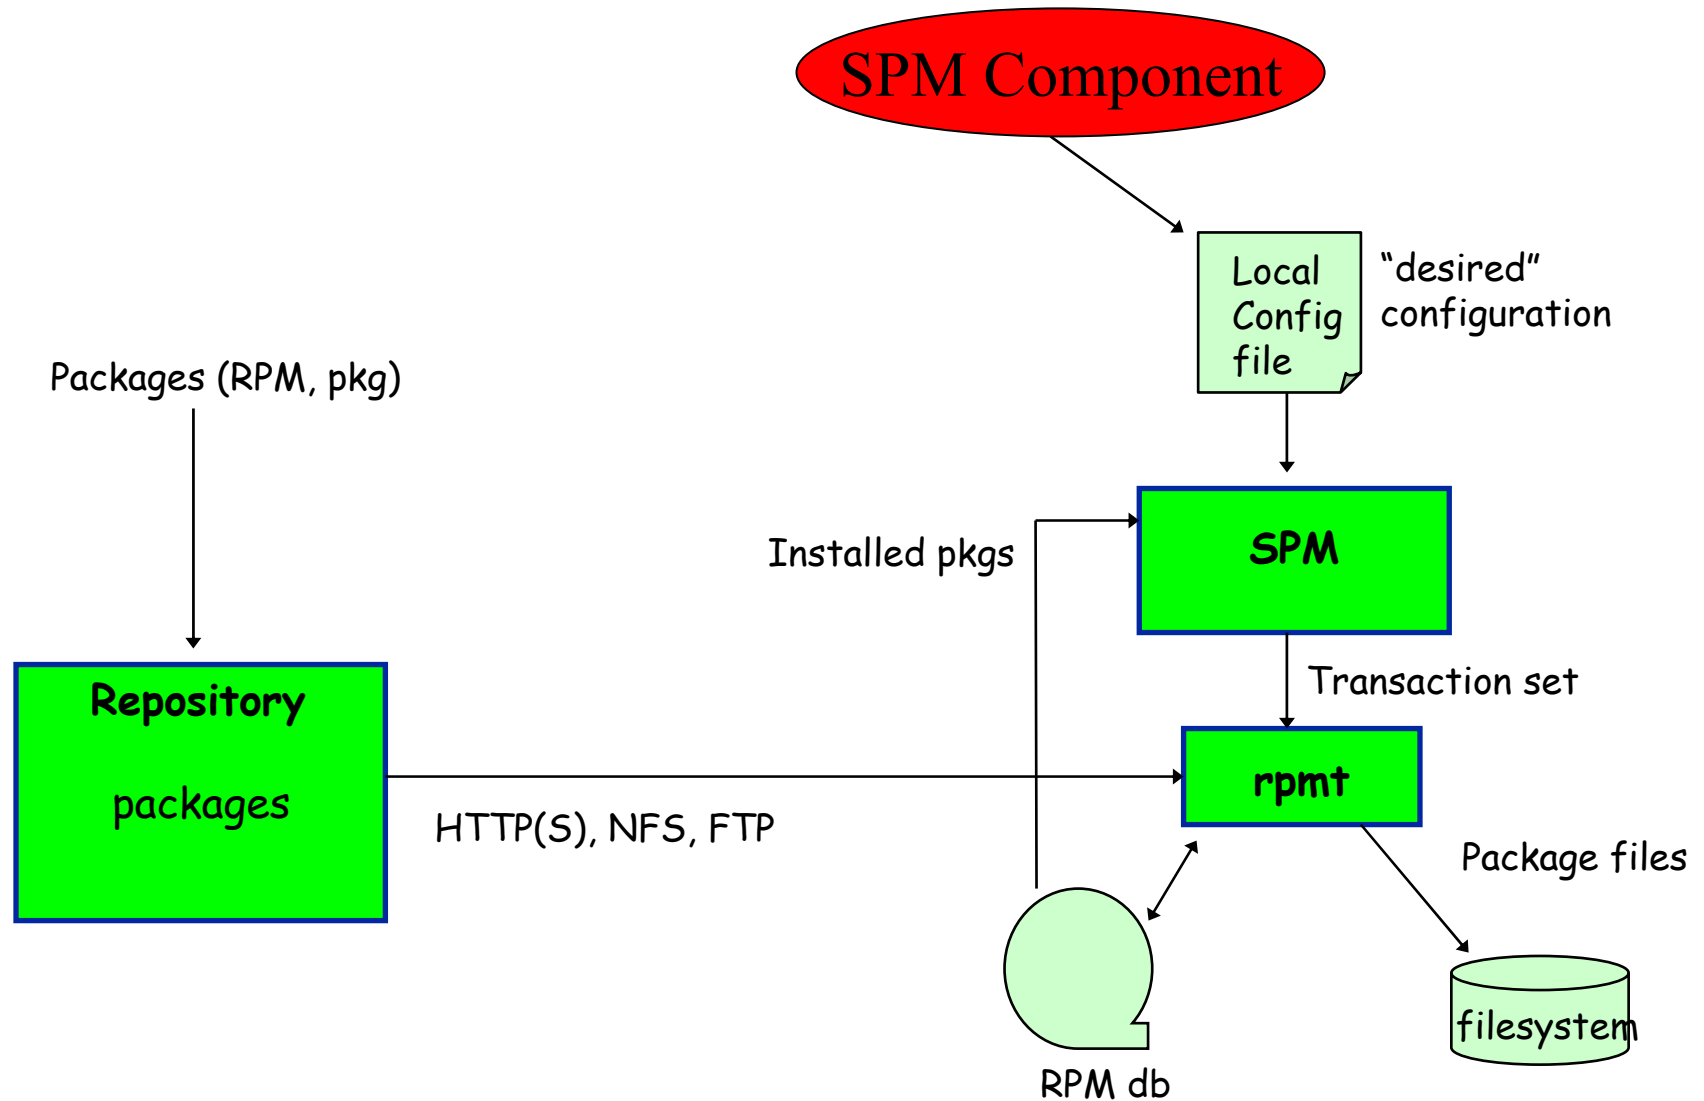 SPM Component
Local
Config
file
“desired”
configuration
Packages (RPM, pkg)
Installed pkgs
SPM
Transaction set
Repository
packages
rpmt
HTTP(S), NFS, FTP
Package files
filesystem
RPM db